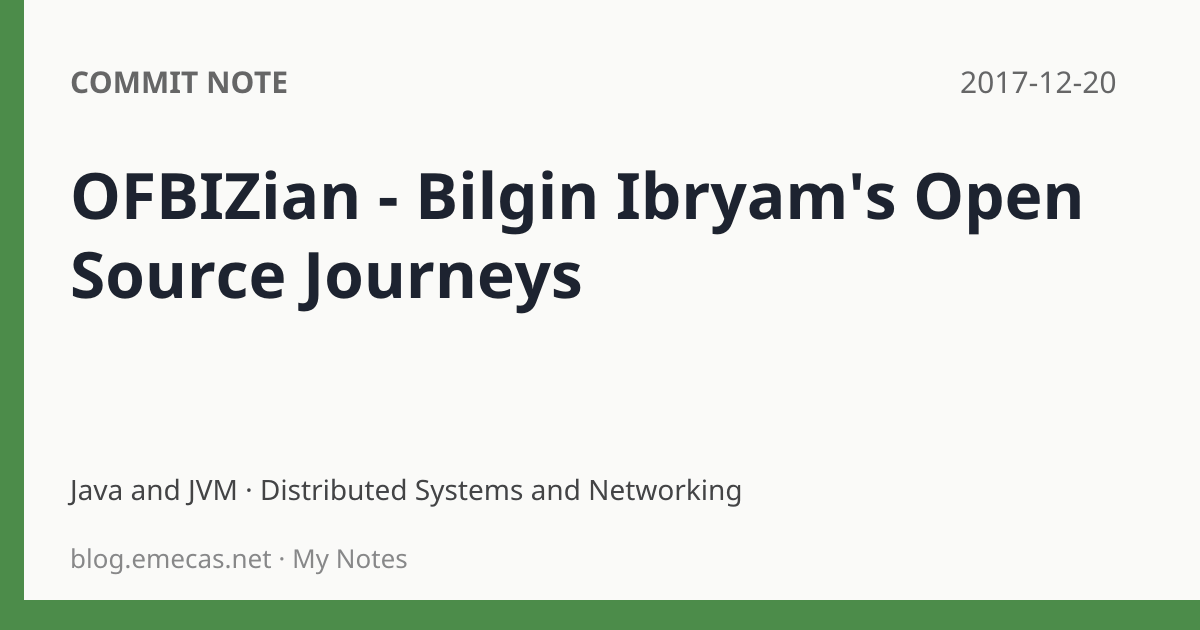 COMMIT NOTE
2017-12-20
OFBIZian - Bilgin Ibryam's Open
Source Journeys
Java and JVM · Distributed Systems and Networking
blog.emecas.net · My Notes